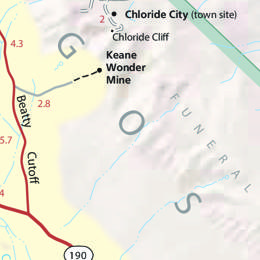 Chloride City (town site)
2
Chloride Cliff
4.3
G
Keane
Wonder
Mine
2.8
Beatty
Cutoff
5.7
FUNERAL
O
S
4
190